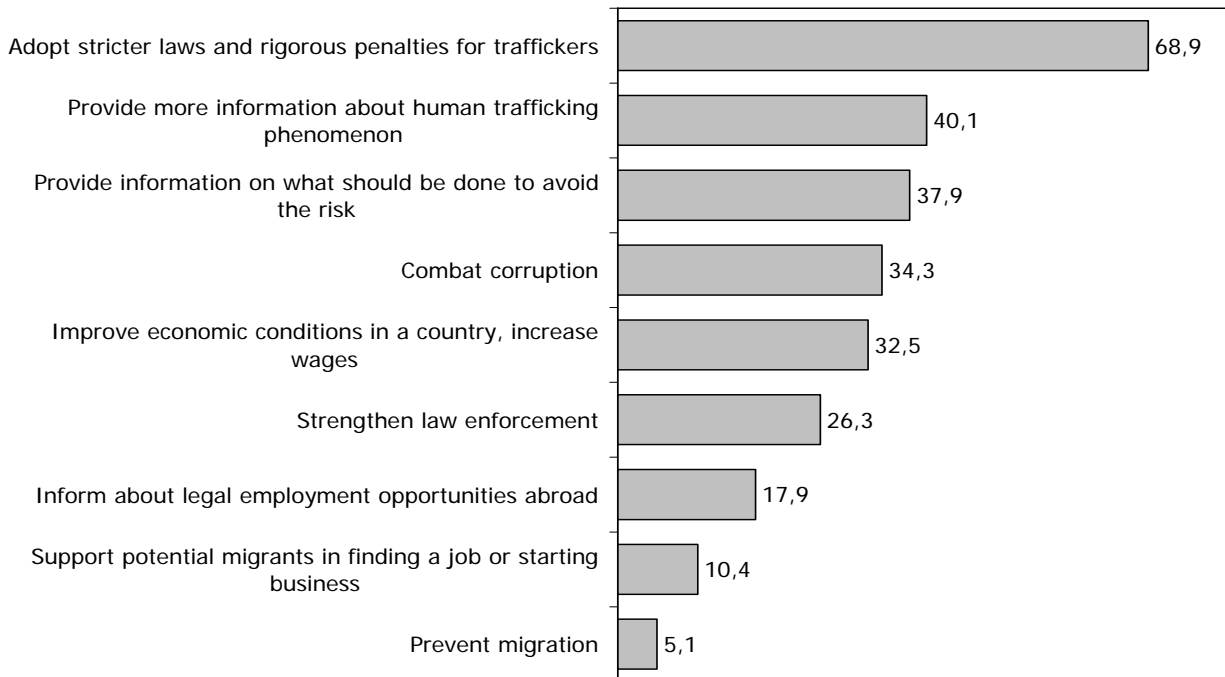 Adopt stricter laws and rigorous penalties for traffickers
68,9
Provide more information about human trafficking
phenomenon
40,1
Provide information on what should be done to avoid
the risk
37,9
Combat corruption
34,3
Improve economic conditions in a country, increase
wages
32,5
Strengthen law enforcement
26,3
Inform about legal employment opportunities abroad
17,9
Support potential migrants in finding a job or starting
business
10,4
Prevent migration
5,1